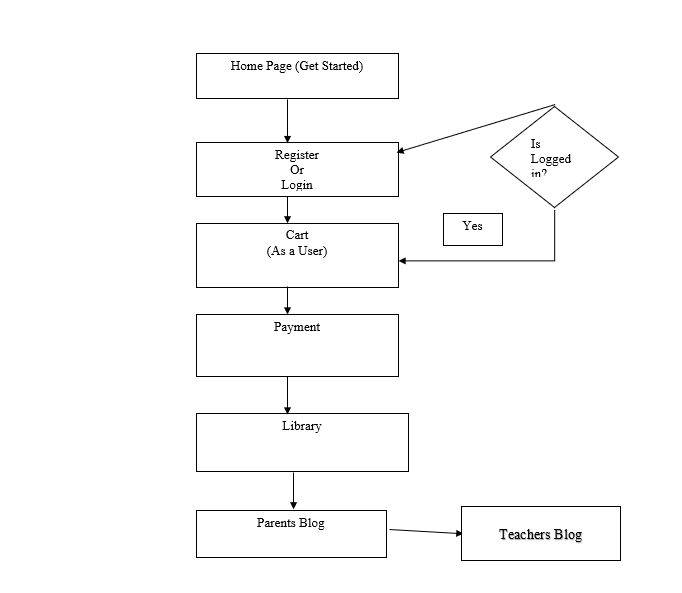 Home Page (Get Started)
Register
Or
Login
Is
Logged
in?
Cart
(As a User)
Yes
Payment
Library
Parents Blog
Teachers Blog